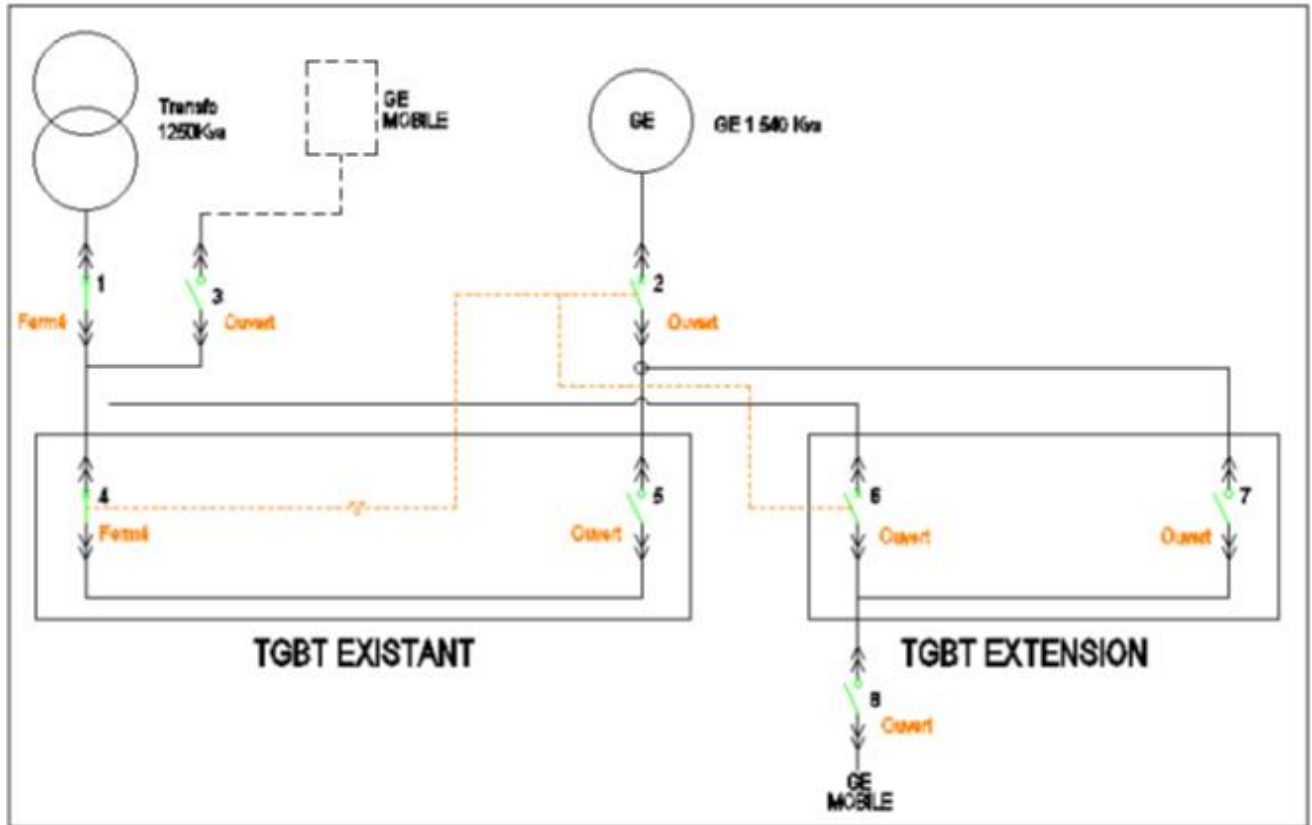 Transfo
1250Kva
GE
MOBILE
GE
GE 1 540 Kva
1
Fermé
3
Ouvert
2
Ouvert
4
Fermé
5
Ouvert
6
Ouvert
7
Ouvert
TGBT EXISTANT
TGBT EXTENSION
8
Ouvert
GE
MOBILE